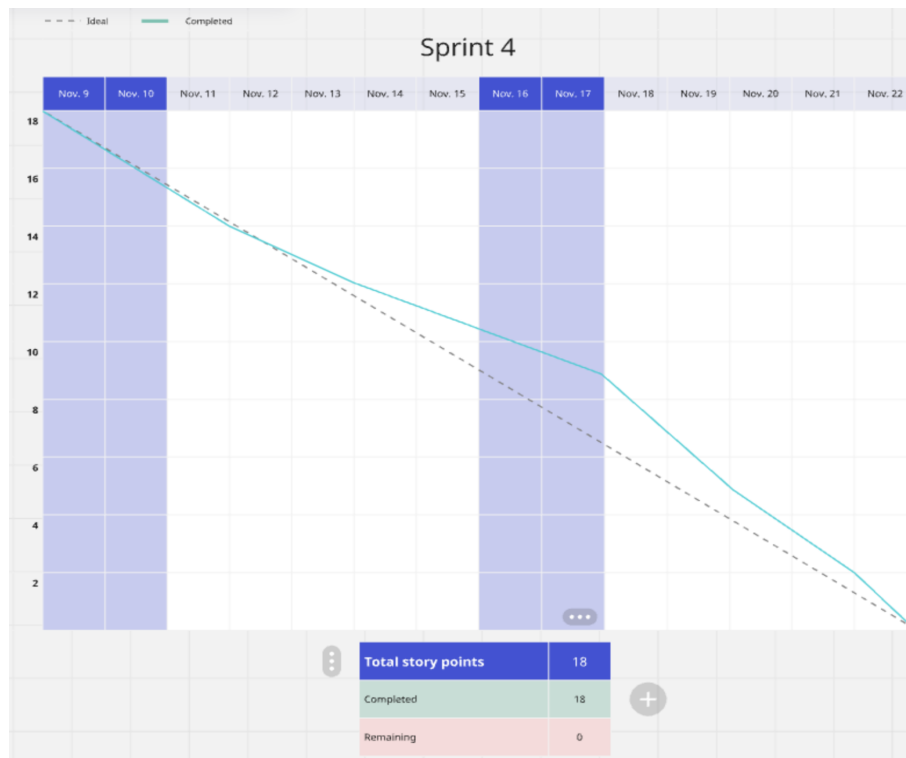 Ideal Completed
Sprint 4
Nov. 9 Nov. 10 Nov. 11 Nov. 12 Nov. 13 Nov. 14 Nov. 15 Nov. 16 Nov. 17 Nov. 18 Nov. 19 Nov. 20 Nov. 21 Nov. 22
18
16
14
12
10
8
6
4
2
Total story points 18
Completed 18
Remaining 0